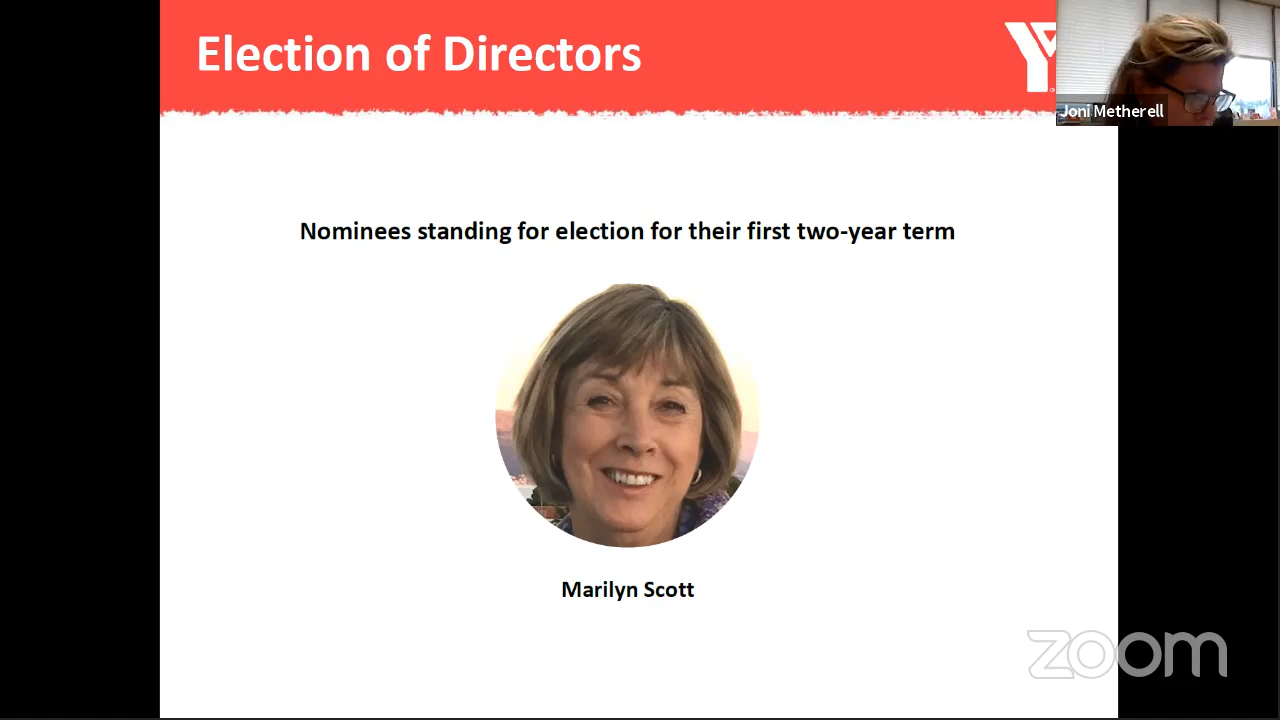 Election of Directors
Joni Metherell
Nominees standing for election for their first two-year term
Marilyn Scott
zoom